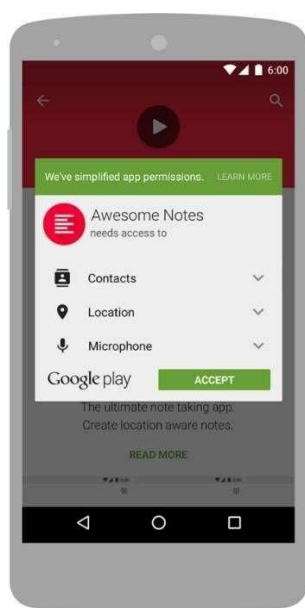 6:00
We've simplified app permissions. LEARN MORE
Awesome Notes
needs access to
Contacts
Location
Microphone
Google play ACCEPT
The ultimate note taking app.
Create location aware notes.
READ MORE